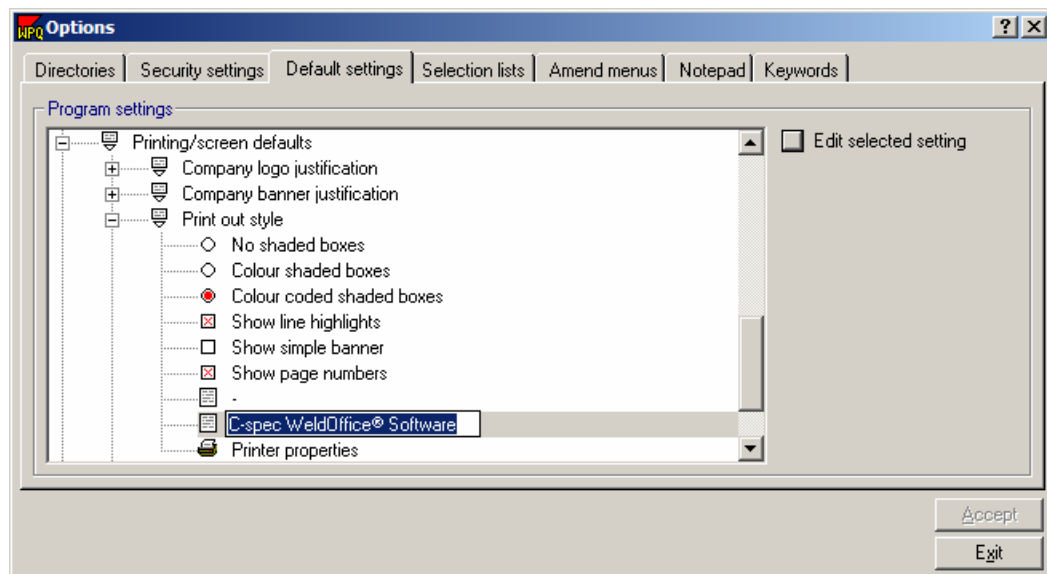 WPQ Options
Directories Security settings Default settings Selection lists Amend menus Notepad Keywords
Program settings
Printing/screen defaults
Edit selected setting
Company logo justification
Company banner justification
Print out style
No shaded boxes
Colour shaded boxes
Colour coded shaded boxes
Show line highlights
Show simple banner
Show page numbers
-
C-spec WeldOffice® Software
Printer properties
Accept
Exit